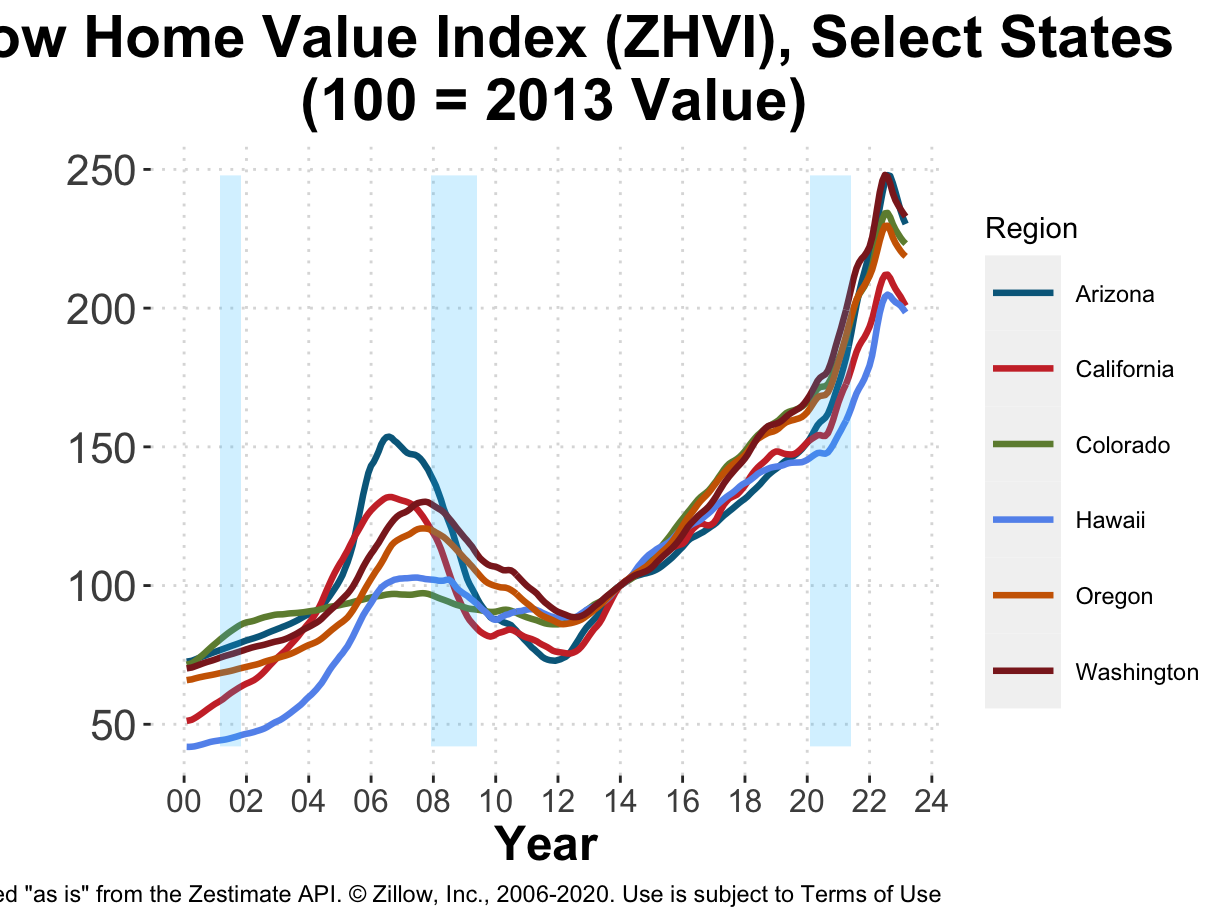 ow Home Value Index (ZHVI), Select States
(100 = 2013 Value)
250
200
150
100
50
00 02 04 06 08 10 12 14 16 18 20 22 24
Year
Region
Arizona
California
Colorado
Hawaii
Oregon
Washington
ed "as is" from the Zestimate API. © Zillow, Inc., 2006-2020. Use is subject to Terms of Use